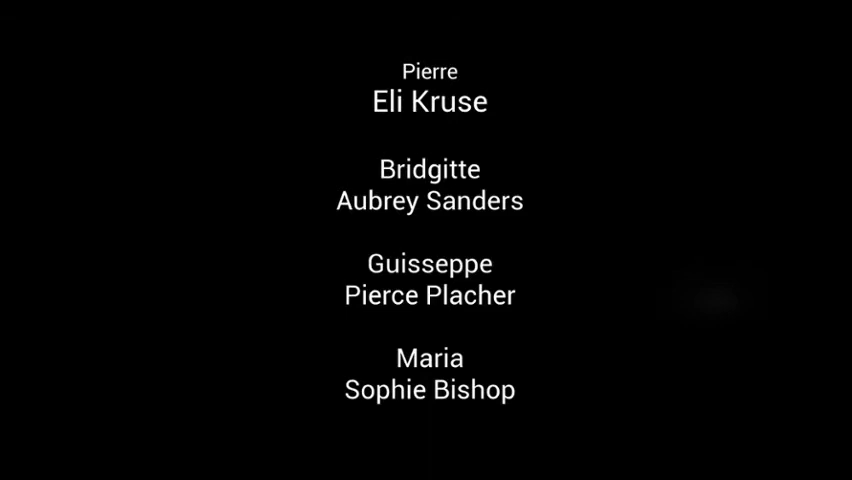 Pierre
Eli Kruse
Bridgitte
Aubrey Sanders
Guisseppe
Pierce Placher
Maria
Sophie Bishop